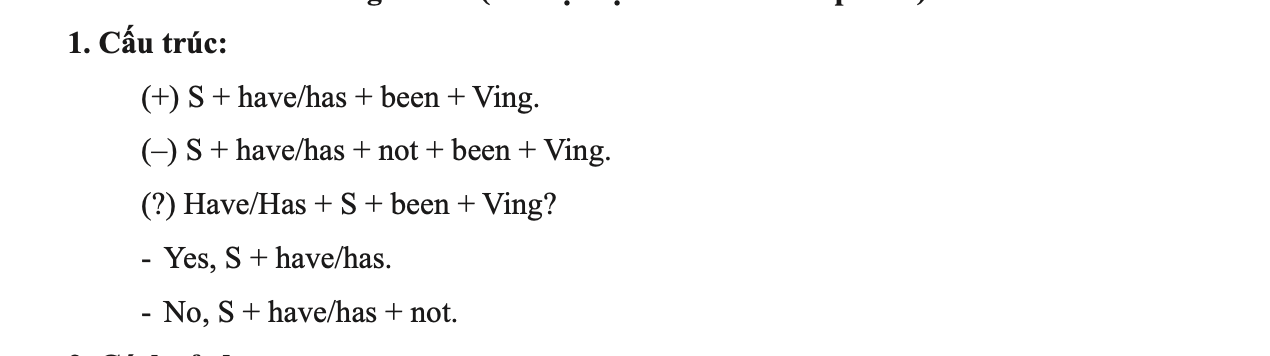 1. Cấu trúc:
(+) S + have/has + been + Ving.
(–) S + have/has + not + been + Ving.
(?) Have/Has + S + been + Ving?
- Yes, S + have/has.
- No, S + have/has + not.